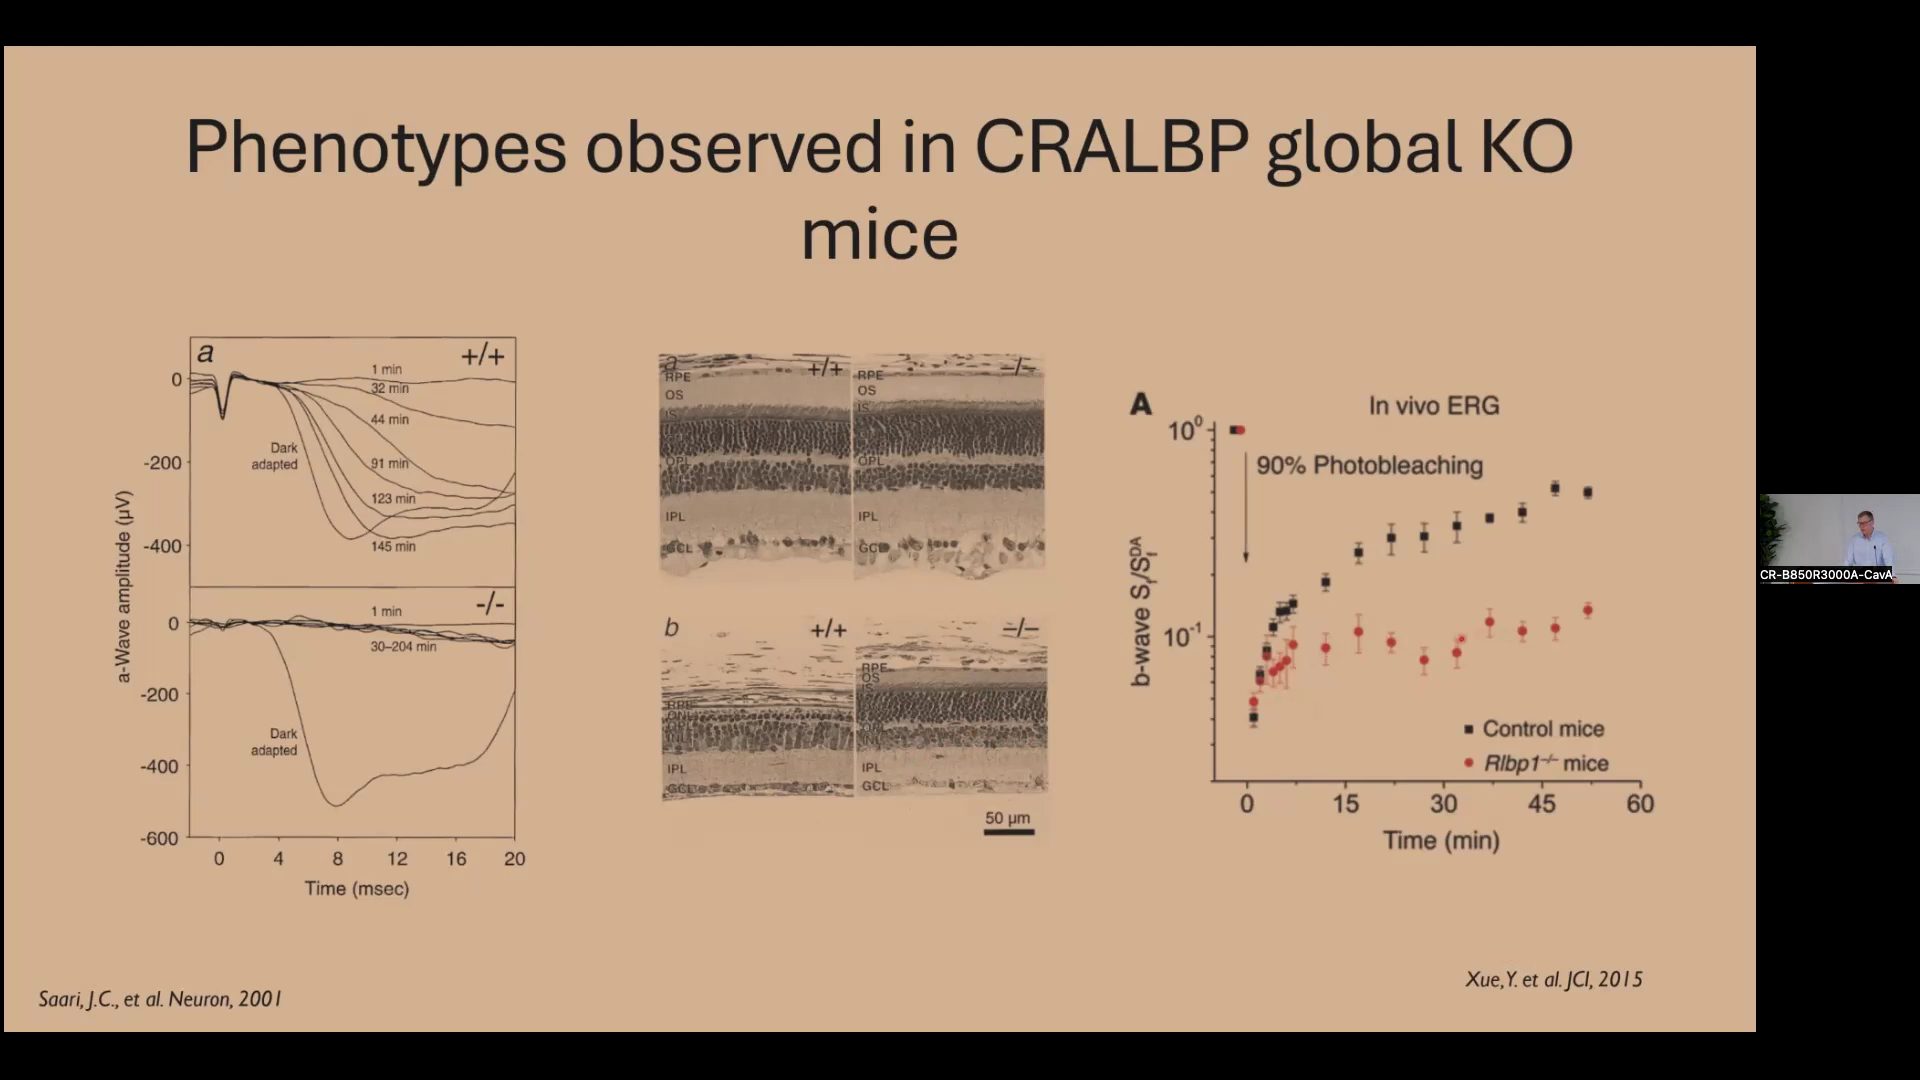 Phenotypes observed in CRALBP global KO
mice
a
+/+
0
-200
-400
1 min
32 min
44 min
91 min
123 min
145 min
Dark
adapted
-/-
0
-200
-400
-600
1 min
30–204 min
Dark
adapted
a-Wave amplitude (µV)
0 4 8 12 16 20
Time (msec)
a
+/+
RPE
OS
IS
OPL
IPL
GCL
−/−
RPE
OS
IS
OPL
IPL
GCL
b
+/+
RPE
ONL
OPL
INL
IPL
GCL
−/−
RPE
OS
IPL
GCL
50 µm
A
In vivo ERG
10⁰
90% Photobleaching
10⁻¹
b-wave Sf/SfDA
Control mice
Rlbp1⁻/⁻ mice
0 15 30 45 60
Time (min)
Saari, J.C., et al. Neuron, 2001
Xue, Y. et al. JCI, 2015
CR-B850R3000A-CavA